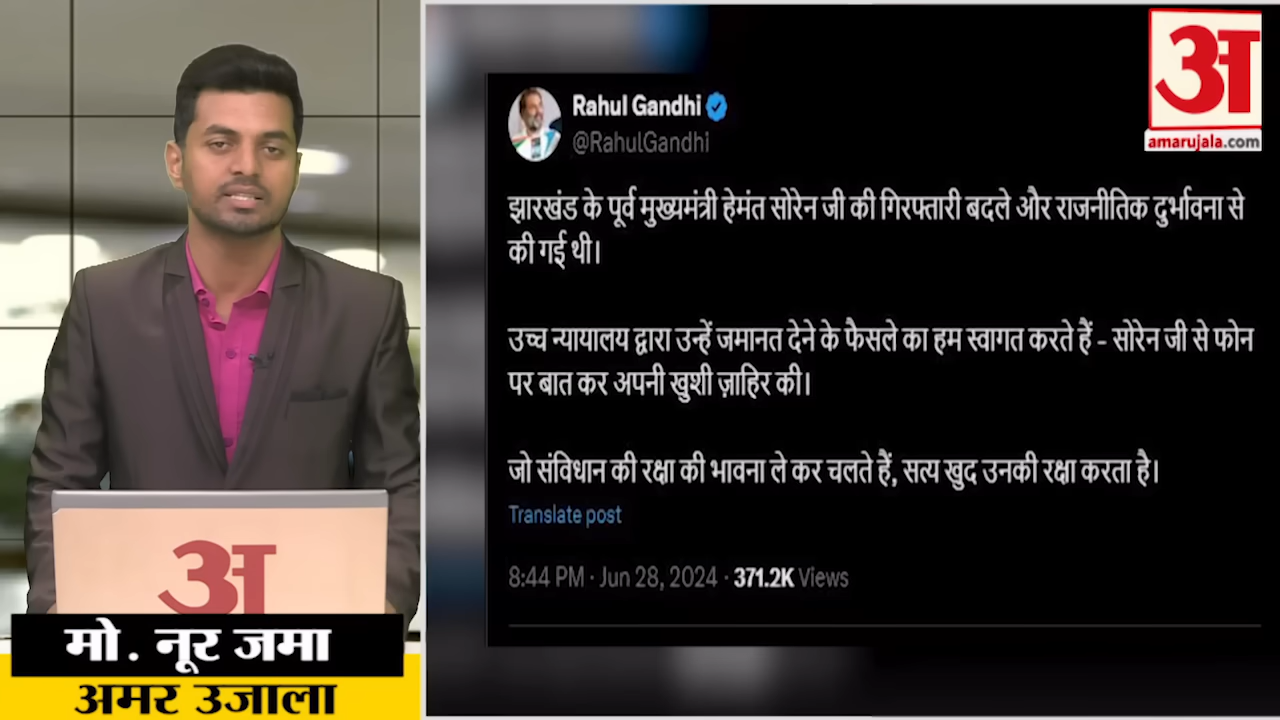 अ
amarujala.com
Rahul Gandhi
@RahulGandhi
झारखंड के पूर्व मुख्यमंत्री हेमंत सोरेन जी की गिरफ्तारी बदले और राजनीतिक दुर्भावना से
की गई थी।
उच्च न्यायालय द्वारा उन्हें जमानत देने के फैसले का हम स्वागत करते हैं - सोरेन जी से फोन
पर बात कर अपनी खुशी ज़ाहिर की।
जो संविधान की रक्षा की भावना ले कर चलते हैं, सत्य खुद उनकी रक्षा करता है।
Translate post
8:44 PM · Jun 28, 2024 · 371.2K Views
अ
मो. नूर जमा
अमर उजाला